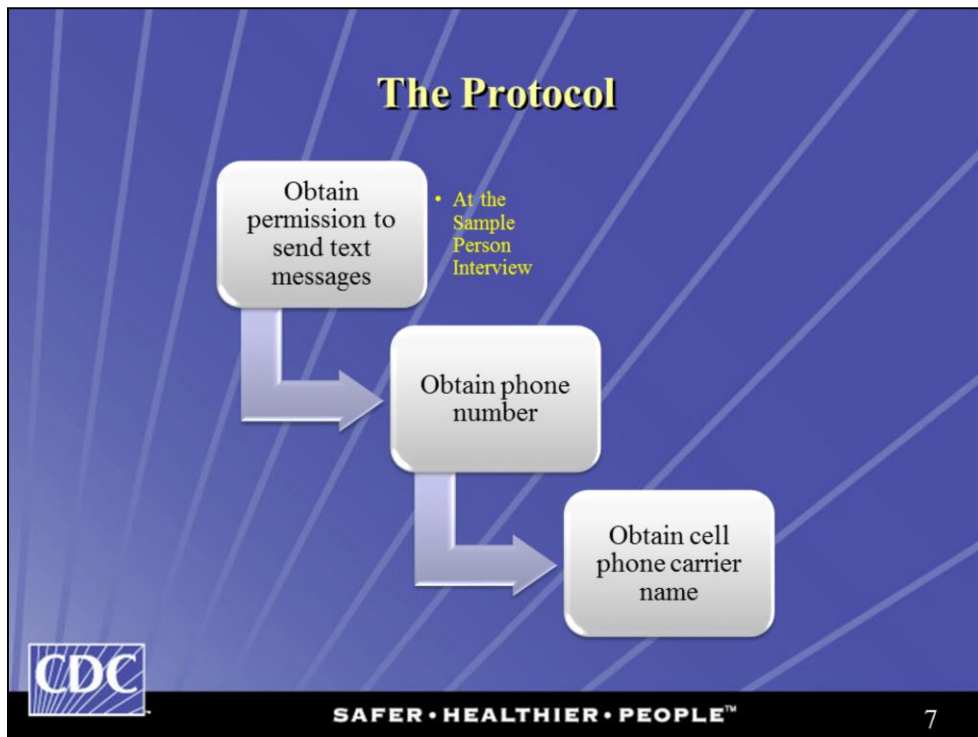 The Protocol
Obtain
permission to
send text
messages
• At the
Sample
Person
Interview
Obtain phone
number
Obtain cell
phone carrier
name
CDC
SAFER • HEALTHIER • PEOPLE™
7